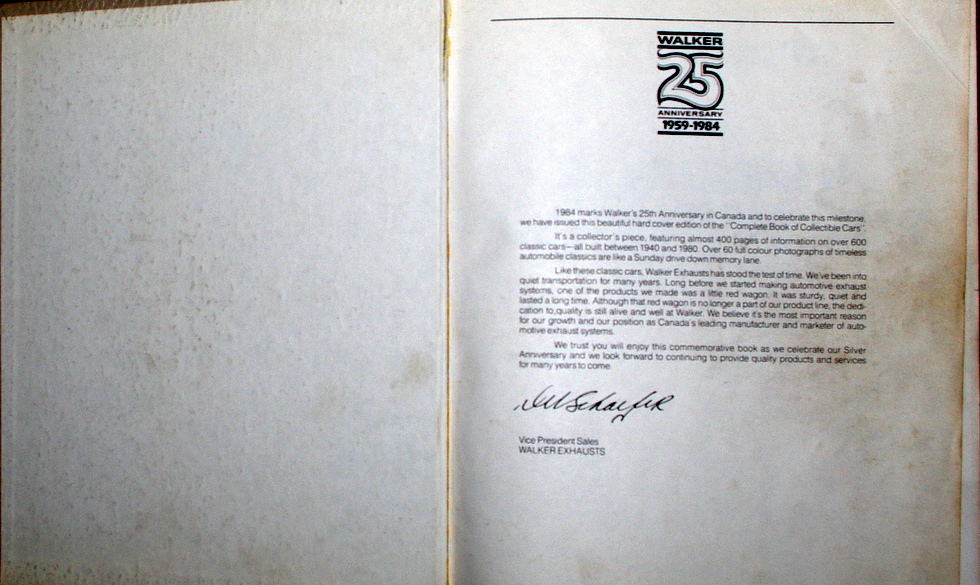 WALKER
25
ANNIVERSARY
1959-1984
1984 marks Walker's 25th Anniversary in Canada and to celebrate this milestone,
we have issued this beautiful hard cover edition of the "Complete Book of Collectible Cars".
It's a collector's piece, featuring almost 400 pages of information on over 600
classic cars—all built between 1940 and 1980. Over 60 full colour photographs of timeless
automobile classics are like a Sunday drive down memory lane.
Like these classic cars, Walker Exhausts has stood the test of time. We've been into
quiet transportation for many years. Long before we started making automotive exhaust
systems, one of the products we made was a little red wagon. It was sturdy, quiet and
lasted a long time. Although that red wagon is no longer a part of our product line, the dedi-
cation to quality is still alive and well at Walker. We believe it's the most important reason
for our growth and our position as Canada's leading manufacturer and marketer of auto-
motive exhaust systems.
We trust you will enjoy this commemorative book as we celebrate our Silver
Anniversary and we look forward to continuing to provide quality products and services
for many years to come.
Schaefer
Vice President Sales
WALKER EXHAUSTS